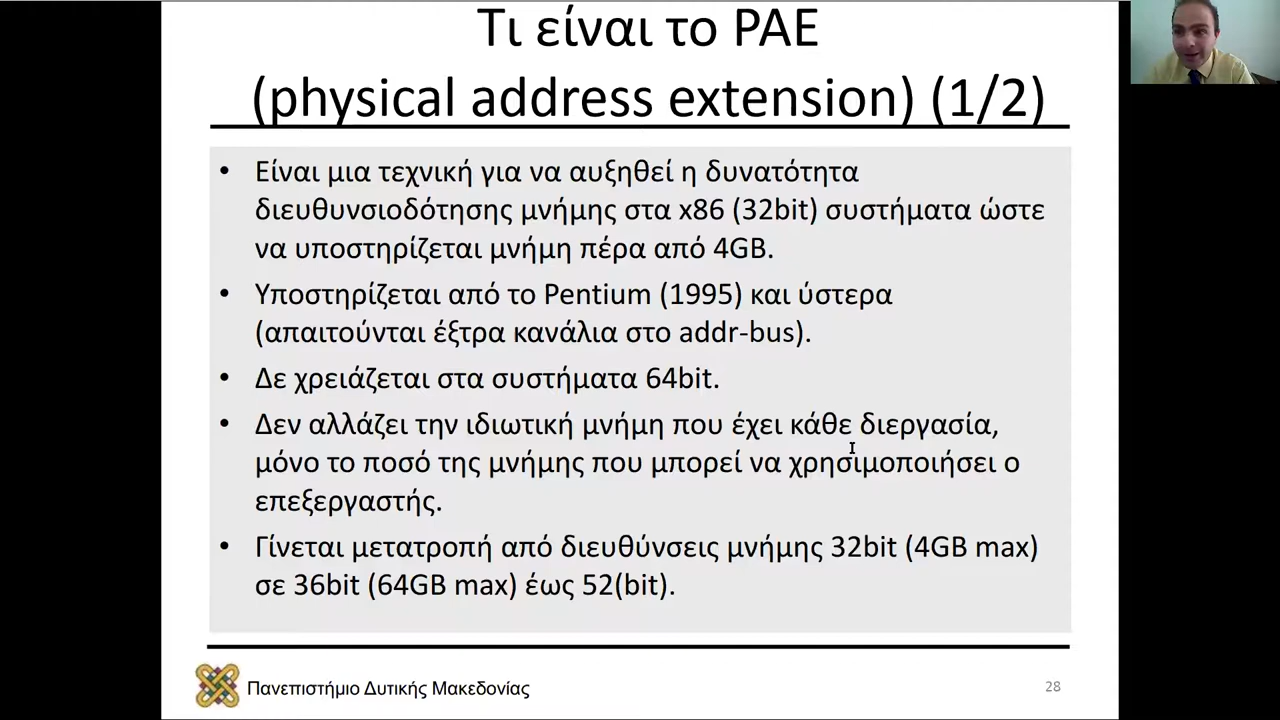 Τι είναι το PAE
(physical address extension) (1/2)
• Είναι μια τεχνική για να αυξηθεί η δυνατότητα
διευθυνσιοδότησης μνήμης στα x86 (32bit) συστήματα ώστε
να υποστηρίζεται μνήμη πέρα από 4GB.
• Υποστηρίζεται από το Pentium (1995) και ύστερα
(απαιτούνται έξτρα κανάλια στο addr-bus).
• Δε χρειάζεται στα συστήματα 64bit.
• Δεν αλλάζει την ιδιωτική μνήμη που έχει κάθε διεργασία,
μόνο το ποσό της μνήμης που μπορεί να χρησιμοποιήσει ο
επεξεργαστής.
• Γίνεται μετατροπή από διευθύνσεις μνήμης 32bit (4GB max)
σε 36bit (64GB max) έως 52(bit).
Πανεπιστήμιο Δυτικής Μακεδονίας
28